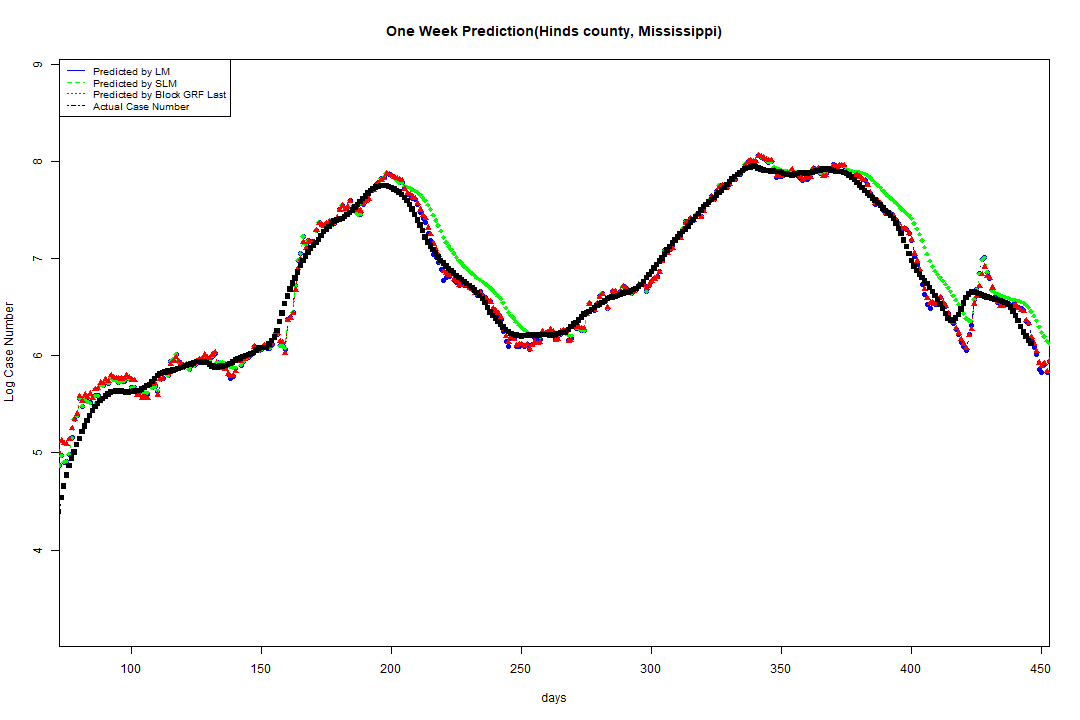 One Week Prediction(Hinds county, Mississippi)
Predicted by LM
Predicted by SLM
Predicted by Block GRF Last
Actual Case Number
9
8
7
6
5
4
Log Case Number
100 150 200 250 300 350 400 450
days